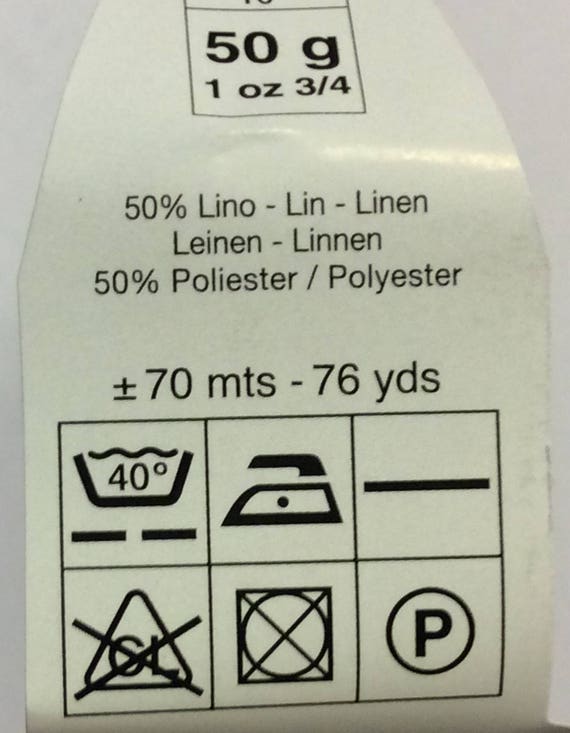 50 g
1 oz 3/4
50% Lino - Lin - Linen
Leinen - Linnen
50% Poliester / Polyester
± 70 mts - 76 yds
40°
CL
P